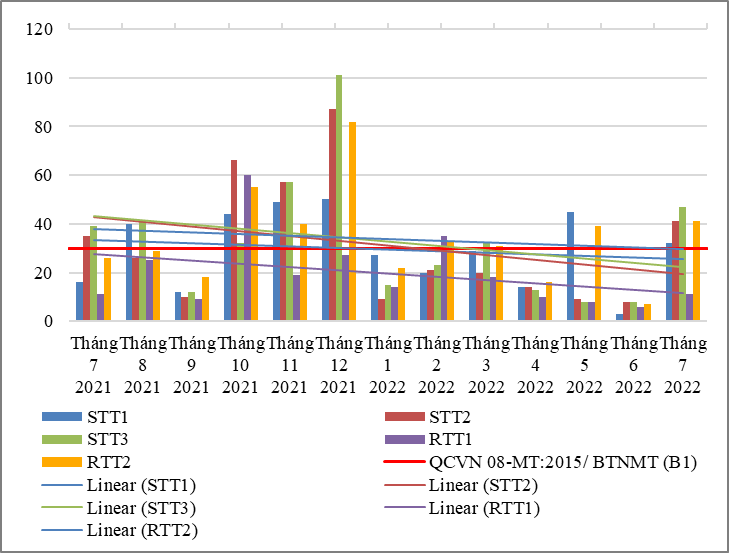 120
100
80
60
40
20
0
Tháng Tháng Tháng Tháng Tháng Tháng Tháng Tháng Tháng Tháng Tháng Tháng Tháng
7 8 9 10 11 12 1 2 3 4 5 6 7
2021 2021 2021 2021 2021 2021 2022 2022 2022 2022 2022 2022 2022
STT1 STT2
STT3 RTT1
RTT2 QCVN 08-MT:2015/ BTNMT (B1)
Linear (STT1) Linear (STT2)
Linear (STT3) Linear (RTT1)
Linear (RTT2)